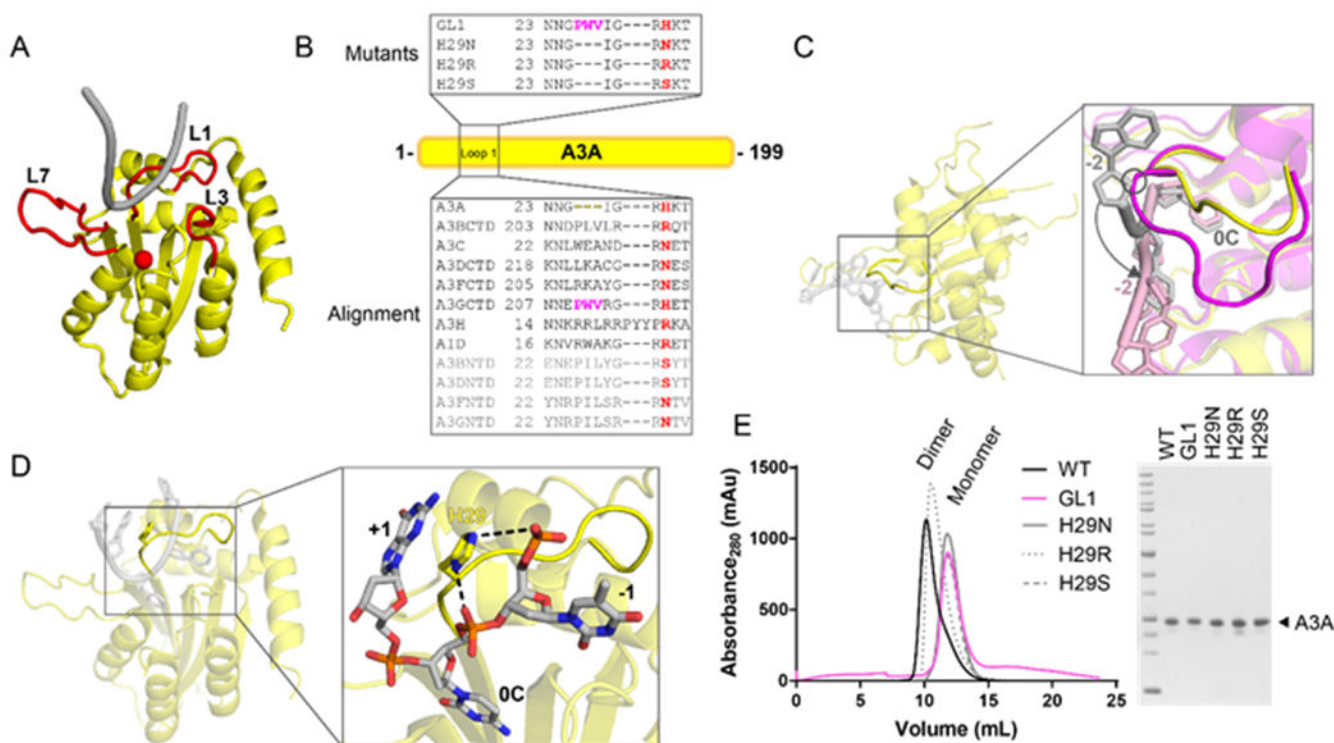 A
L1
L7
L3
B
Mutants
GL1 23 NNGPWVIG---RHKT
H29N 23 NNG---IG---RNKT
H29R 23 NNG---IG---RRKT
H29S 23 NNG---IG---RSKT
1-
Loop 1
A3A
- 199
Alignment
A3A 23 NNG---IG---RHKT
A3BCTD 203 NNDPLVLR---RRQT
A3C 22 KNLWEAND---RNET
A3DCTD 218 KNLLKACG---RNES
A3FCTD 205 KNLRKAYG---RNES
A3GCTD 207 NNEPWVRG---RHET
A3H 14 NNKRRLRRPYYPRKA
AID 16 KNVRWAKG---RRET
A3BNTD 22 ENEPILYG---RSYT
A3DNTD 22 ENEPILYG---RSYT
A3FNTD 22 YNRPILSR---RNTV
A3GNTD 22 YNRPILSR---RNTV
C
-2
0C
-2
D
+1
H29
-1
0C
E
Dimer
Monomer
1500
1000
500
0
Absorbance280 (mAu)
0 5 10 15 20 25
Volume (mL)
WT
GL1
H29N
H29R
H29S
WT
GL1
H29N
H29R
H29S
A3A